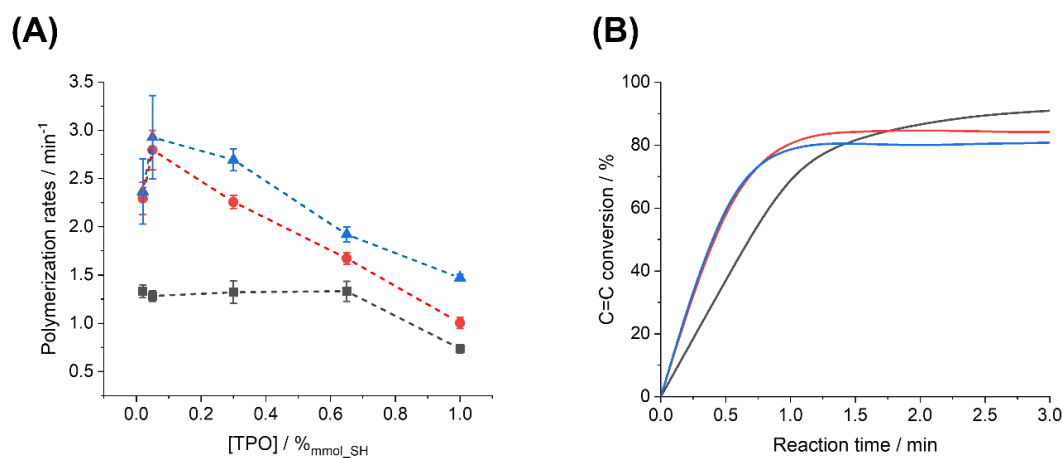 (A)
Polymerization rates / min⁻¹
3.5
3.0
2.5
2.0
1.5
1.0
0.5
0.0 0.2 0.4 0.6 0.8 1.0
[TPO] / %mmol_SH
(B)
C=C conversion / %
100
80
60
40
20
0
0.0 0.5 1.0 1.5 2.0 2.5 3.0
Reaction time / min